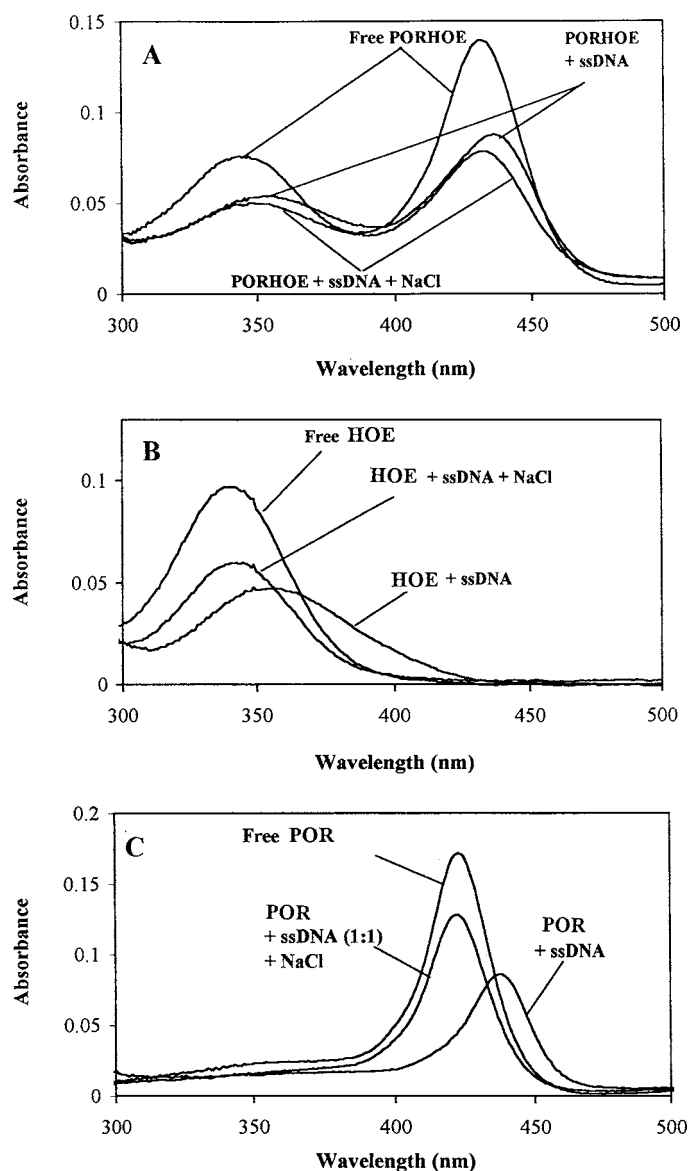 A
Free PORHOE
PORHOE
+ ssDNA
PORHOE + ssDNA + NaCl
Absorbance
0.15
0.1
0.05
0
300
350
400
450
500
Wavelength (nm)
B
Free HOE
HOE + ssDNA + NaCl
HOE + ssDNA
Absorbance
0.1
0.05
0
300
350
400
450
500
Wavelength (nm)
C
Free POR
POR
+ ssDNA (1:1)
+ NaCl
POR
+ ssDNA
Absorbance
0.2
0.15
0.1
0.05
0
300
350
400
450
500
Wavelength (nm)